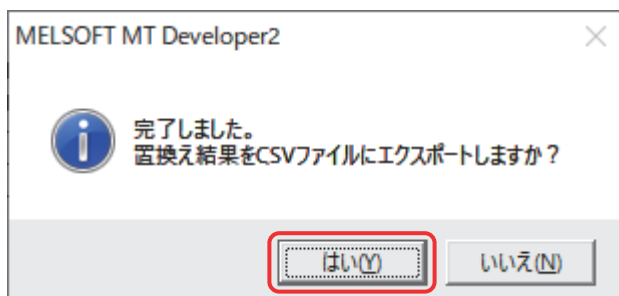 MELSOFT MT Developer2
完了しました。
置換え結果をCSVファイルにエクスポートしますか？
はい(Y)
いいえ(N)